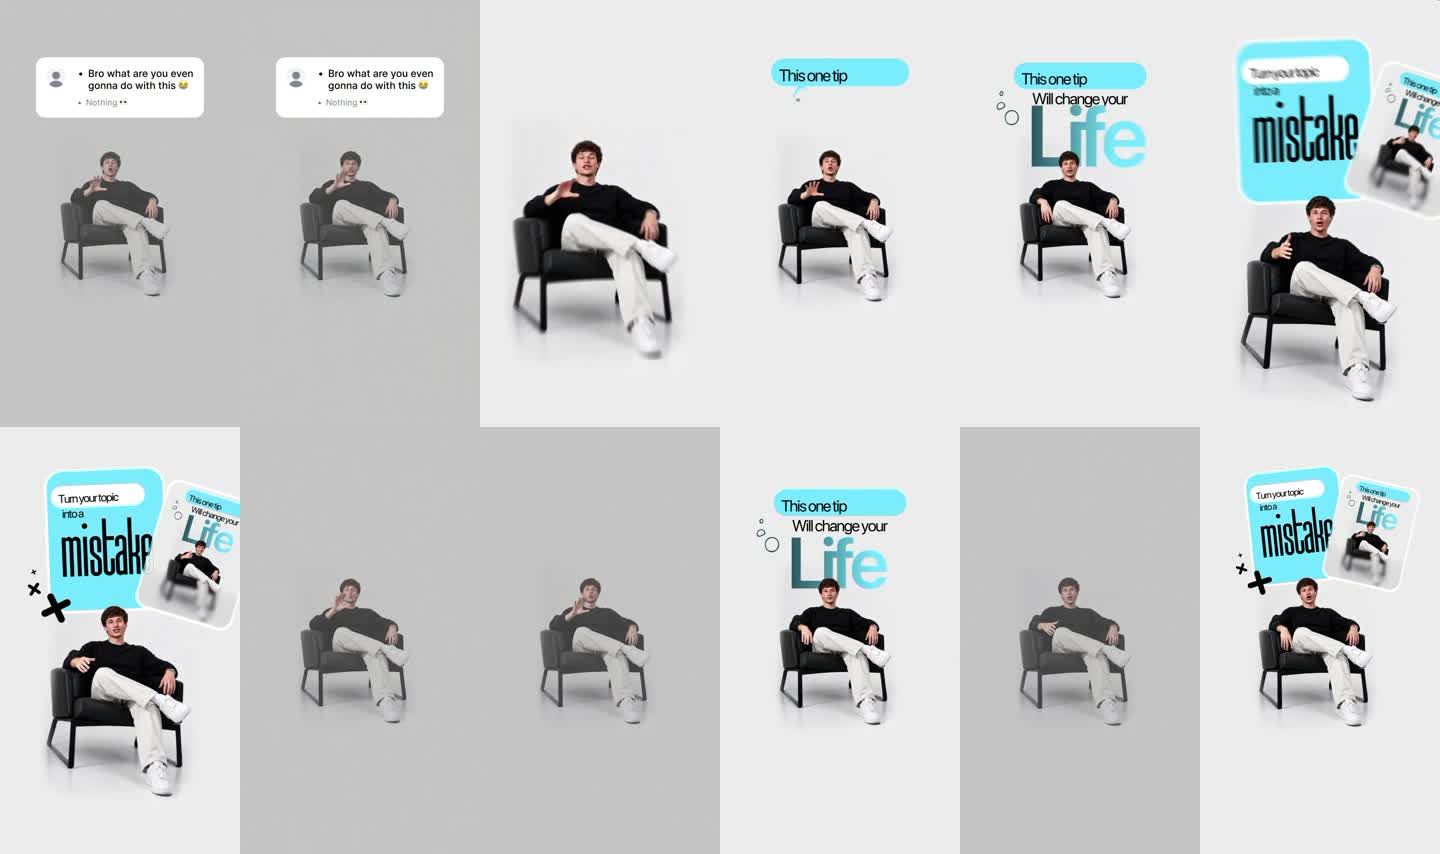 • Bro what are you even
gonna do with this 😂
• Nothing 👀
• Bro what are you even
gonna do with this 😂
• Nothing 👀
This one tip
This one tip
Will change your
Life
Turn your topic
into a
mistake
This one tip
Will change your
Life
Turn your topic
into a
mistake
This one tip
Will change your
Life
This one tip
Will change your
Life
Turn your topic
into a
mistake
This one tip
Will change your
Life